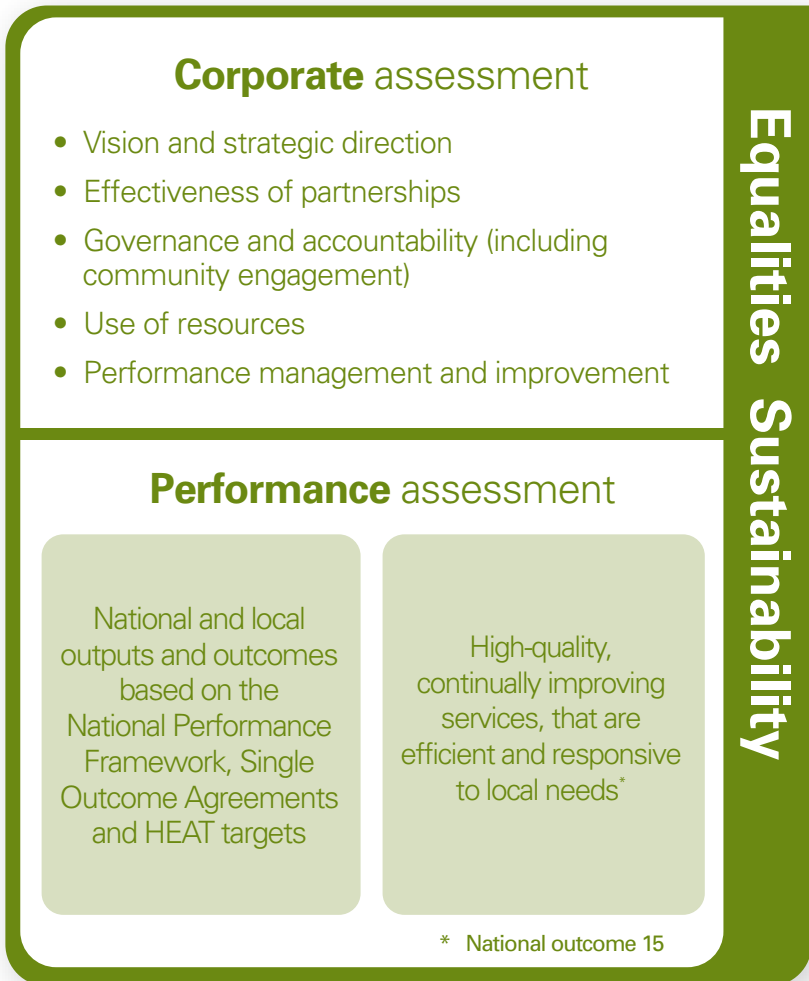 Corporate assessment
• Vision and strategic direction
• Effectiveness of partnerships
• Governance and accountability (including
community engagement)
• Use of resources
• Performance management and improvement
Performance assessment
National and local
outputs and outcomes
based on the
National Performance
Framework, Single
Outcome Agreements
and HEAT targets
High-quality,
continually improving
services, that are
efficient and responsive
to local needs*
* National outcome 15
Equalities Sustainability